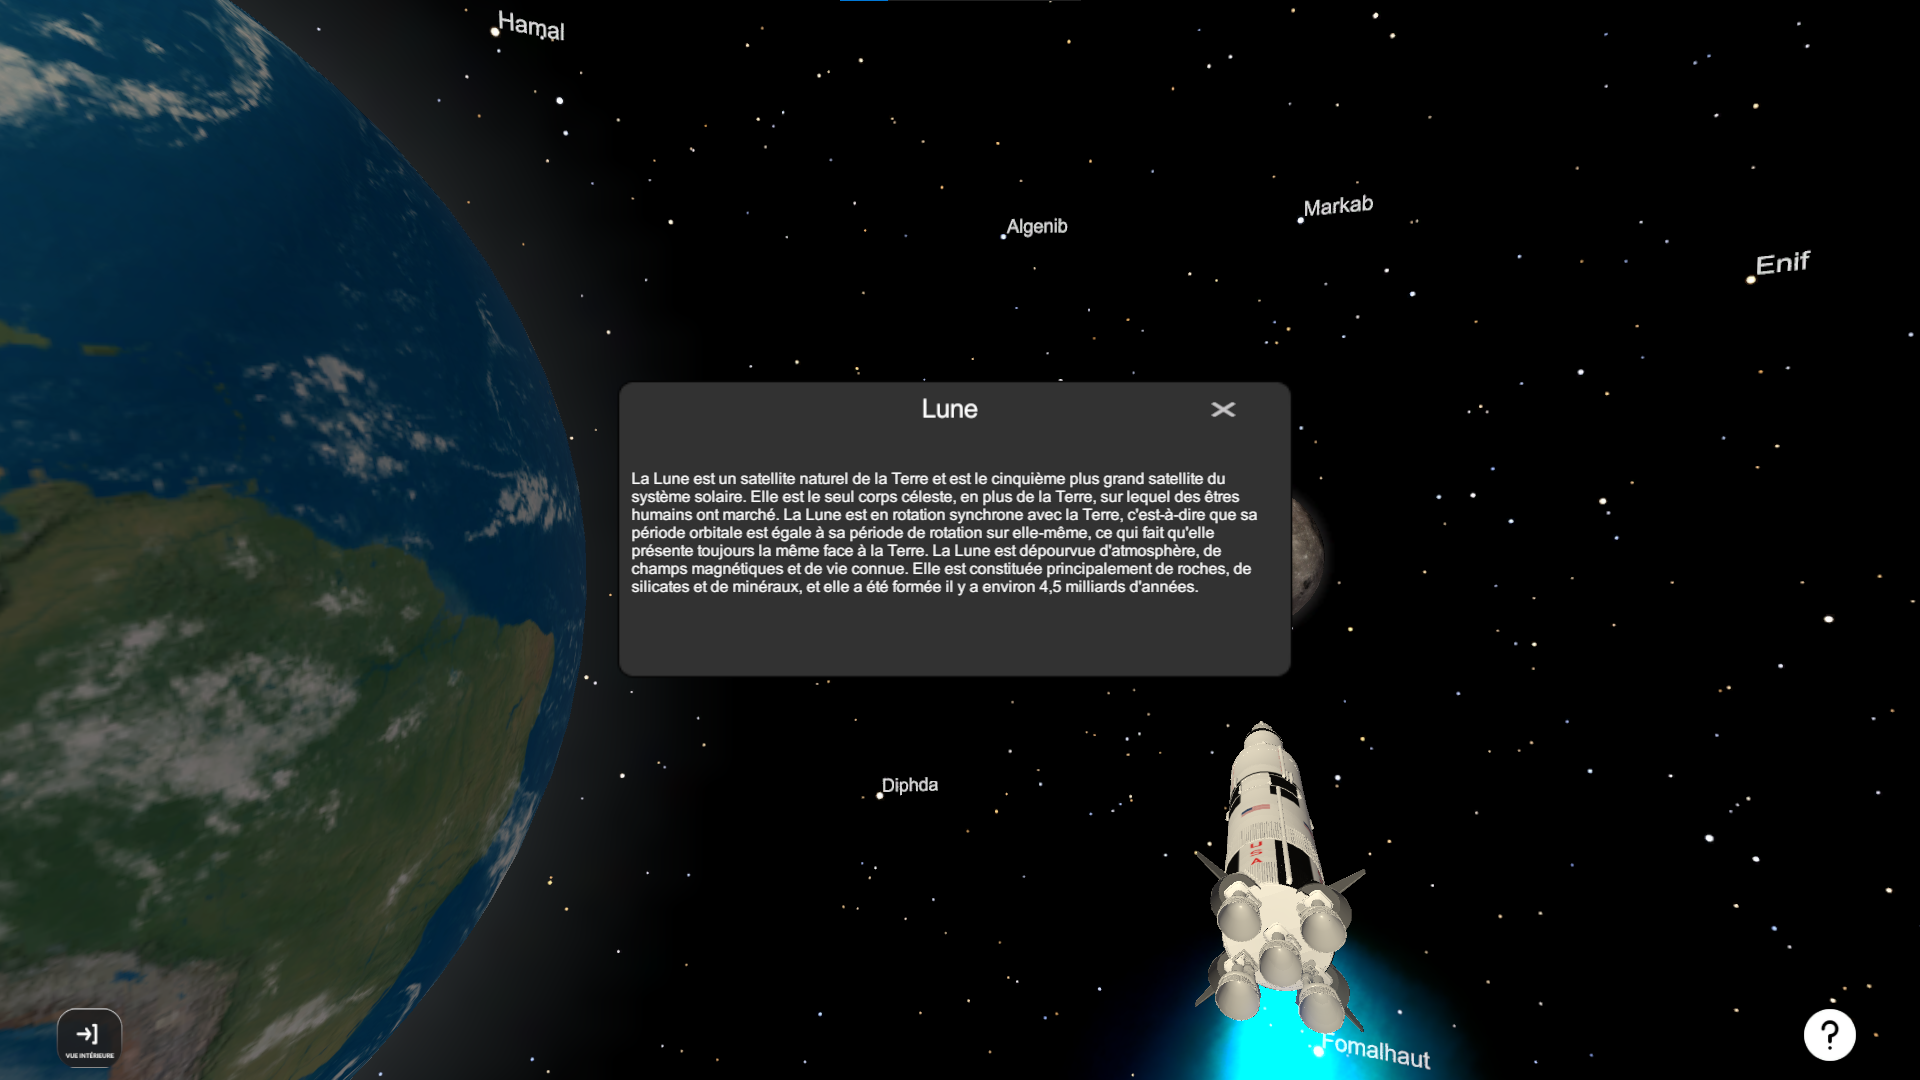 Hamal
Markab
Algenib
Enif
Lune
La Lune est un satellite naturel de la Terre et est le cinquième plus grand satellite du
système solaire. Elle est le seul corps céleste, en plus de la Terre, sur lequel des êtres
humains ont marché. La Lune est en rotation synchrone avec la Terre, c'est-à-dire que sa
période orbitale est égale à sa période de rotation sur elle-même, ce qui fait qu'elle
présente toujours la même face à la Terre. La Lune est dépourvue d'atmosphère, de
champs magnétiques et de vie connue. Elle est constituée principalement de roches, de
silicates et de minéraux, et elle a été formée il y a environ 4,5 milliards d'années.
Diphda
USA
Fomalhaut
VUE INTÉRIEURE
?